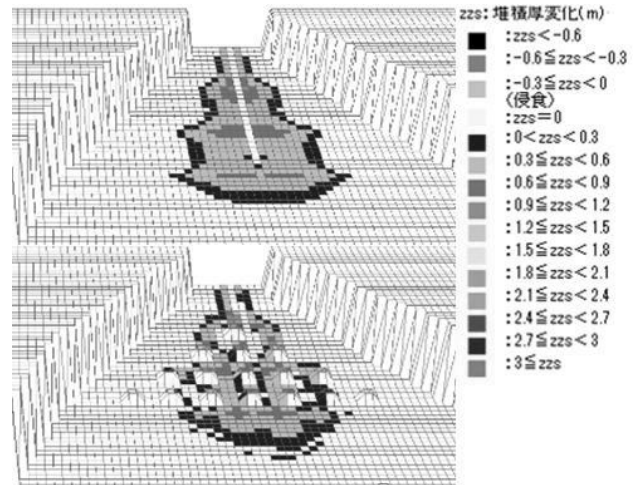 zzs:堆積厚変化(m)
:zzs<-0.6
:-0.6≦zzs<-0.3
:-0.3≦zzs<0
(侵食)
:zzs=0
:0<zzs<0.3
:0.3≦zzs<0.6
:0.6≦zzs<0.9
:0.9≦zzs<1.2
:1.2≦zzs<1.5
:1.5≦zzs<1.8
:1.8≦zzs<2.1
:2.1≦zzs<2.4
:2.4≦zzs<2.7
:2.7≦zzs<3
:3≦zzs